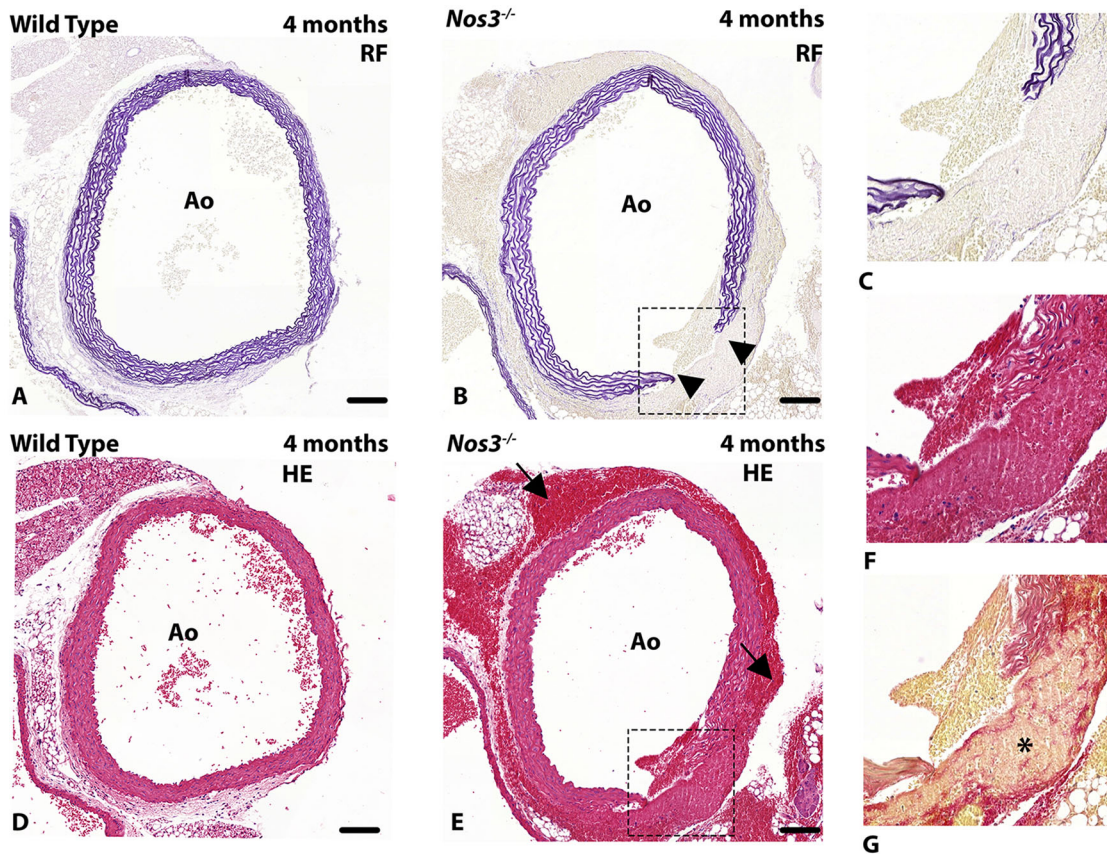 Wild Type 4 months
RF
Ao
A
Nos3-/- 4 months
RF
Ao
B
C
Wild Type 4 months
HE
Ao
D
Nos3-/- 4 months
HE
Ao
E
F
*
G